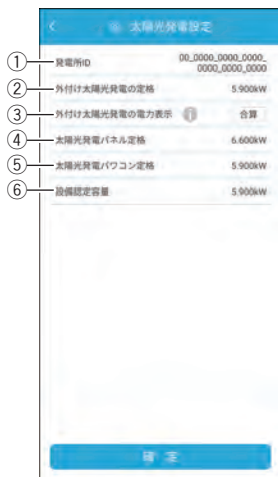 太陽光発電設定
① 発電所ID 00_0000_0000_0000_
0000_0000_0000
② 外付け太陽光発電の定格 5.900kW
③ 外付け太陽光発電の電力表示 i 合算
④ 太陽光発電パネル定格 6.600kW
⑤ 太陽光発電パワコン定格 5.900kW
⑥ 設備認定容量 5.900kW
確定